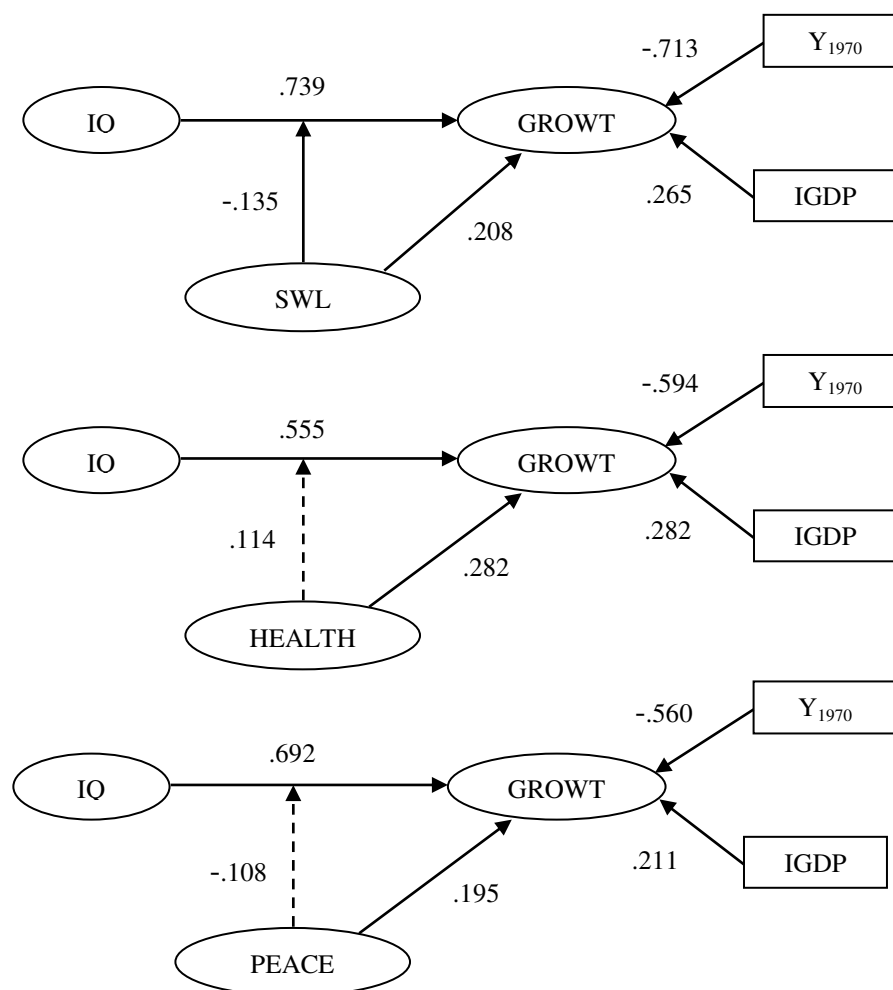 -.713
Y1970
.739
IO
GROWT
-.135
.265
IGDP
.208
SWL
-.594
Y1970
.555
IO
GROWT
.114
.282
.282
IGDP
HEALTH
-.560
Y1970
.692
IQ
GROWT
-.108
.195
.211
IGDP
PEACE